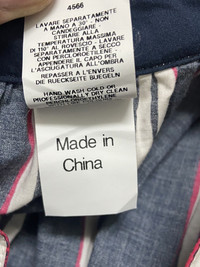 4566
LAVARE SEPARATAMENTE
A MANO A 30°. NON
CANDEGGIARE.
STIRARE ALLA
TEMPERATURA MASSIMA
DI 110° AL ROVESCIO - LAVARE
SEPARATAMENTE A SECCO
CON PERCLOROETILENE.
APPENDERE IL CAPO PER
L'ASCIUGATURA ALL'OMBRA
REPASSER A L'ENVERS
DIE RUECKSEITE BUEGELN
HAND WASH COLD OR
PROFESSIONALLY DRY CLEAN
Made in
China